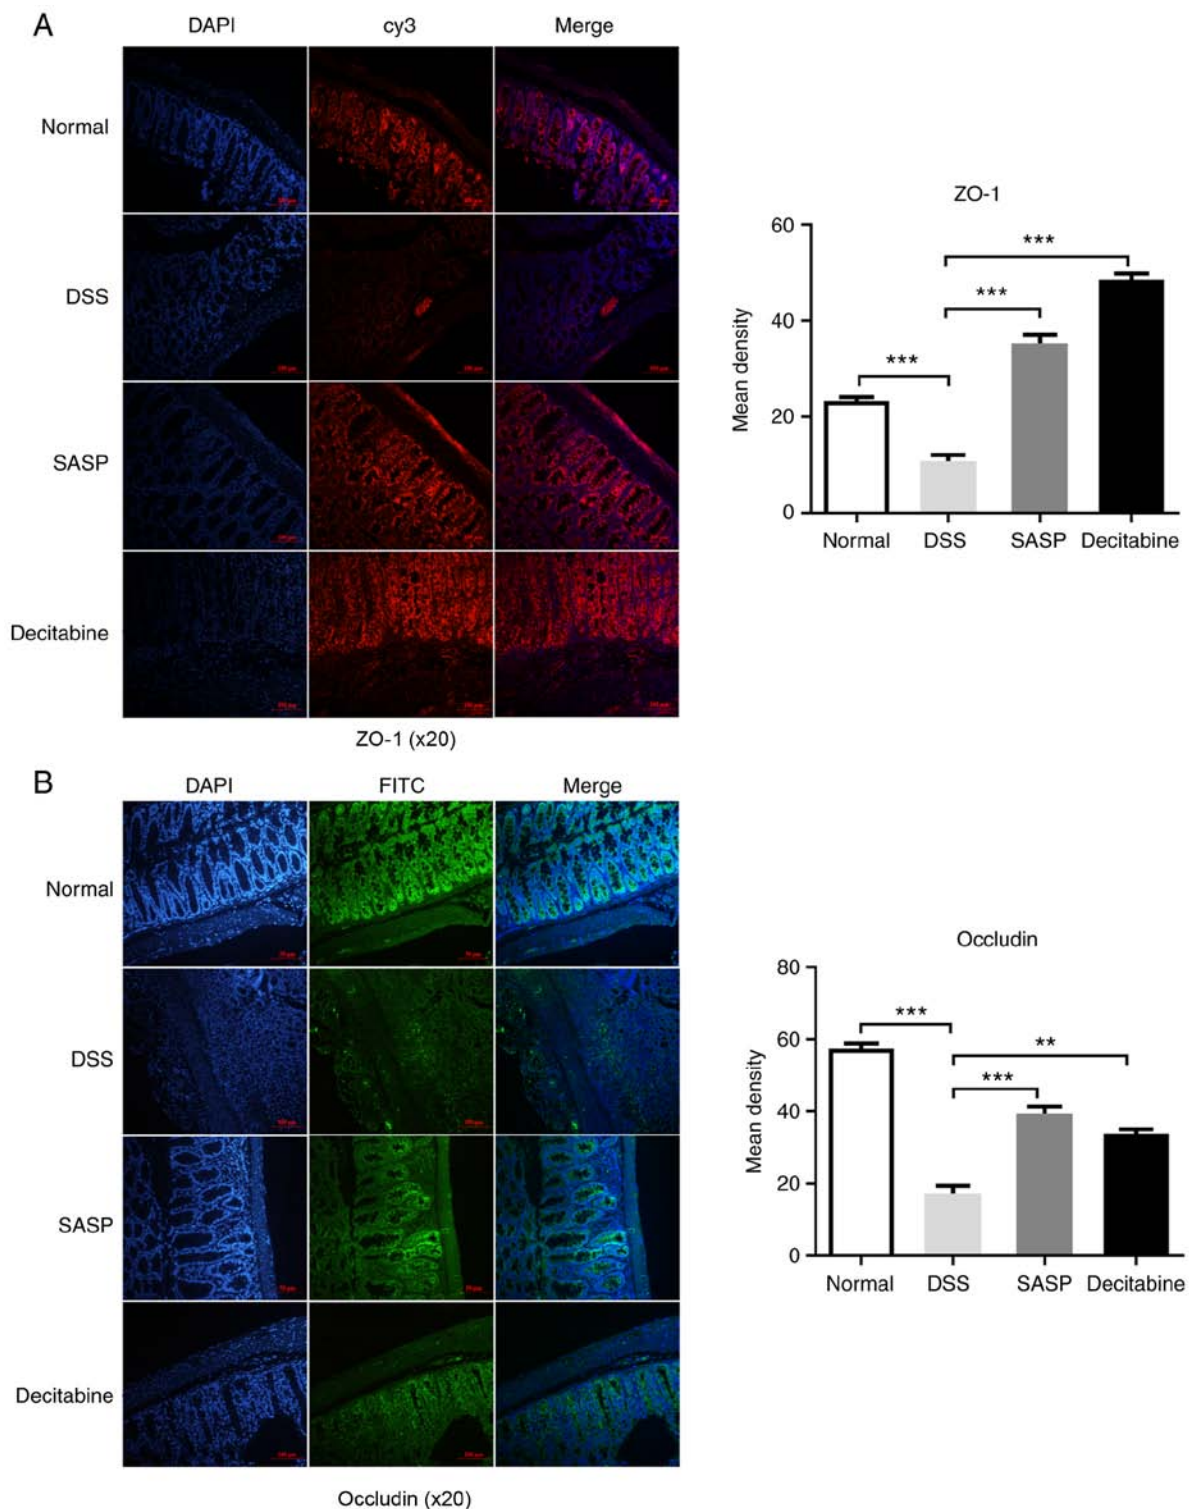 A
DAPI cy3 Merge
Normal
DSS
SASP
Decitabine
ZO-1 (x20)
ZO-1
Mean density
60
40
20
0
***
***
***
Normal DSS SASP Decitabine
B
DAPI FITC Merge
Normal
DSS
SASP
Decitabine
Occludin (x20)
Occludin
Mean density
80
60
40
20
0
***
**
***
Normal DSS SASP Decitabine